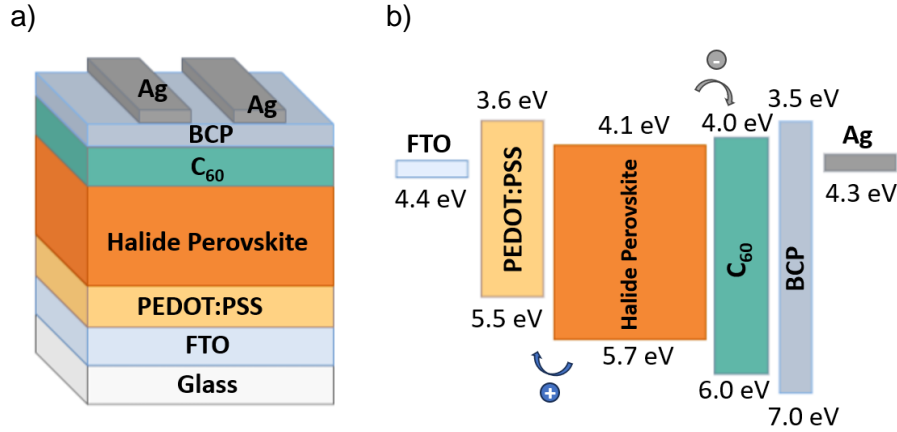 a)
Ag
Ag
BCP
C₆₀
Halide Perovskite
PEDOT:PSS
FTO
Glass
b)
-
3.6 eV
4.1 eV
4.0 eV
3.5 eV
FTO
Ag
4.4 eV
PEDOT:PSS
Halide Perovskite
C₆₀
BCP
4.3 eV
5.5 eV
5.7 eV
6.0 eV
7.0 eV
+